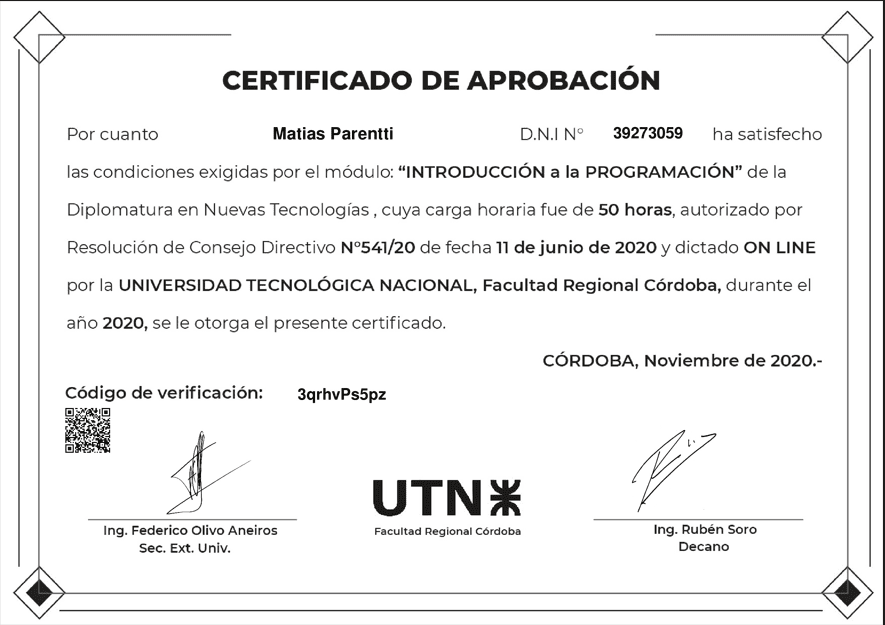 CERTIFICADO DE APROBACIÓN
Por cuanto Matias Parentti D.N.I N° 39273059 ha satisfecho
las condiciones exigidas por el módulo: “INTRODUCCIÓN a la PROGRAMACIÓN” de la
Diplomatura en Nuevas Tecnologías , cuya carga horaria fue de 50 horas, autorizado por
Resolución de Consejo Directivo N°541/20 de fecha 11 de junio de 2020 y dictado ON LINE
por la UNIVERSIDAD TECNOLÓGICA NACIONAL, Facultad Regional Córdoba, durante el
año 2020, se le otorga el presente certificado.
CÓRDOBA, Noviembre de 2020.-
Código de verificación: 3qrhvPs5pz
UTN
Facultad Regional Córdoba
Ing. Federico Olivo Aneiros
Sec. Ext. Univ.
Ing. Rubén Soro
Decano